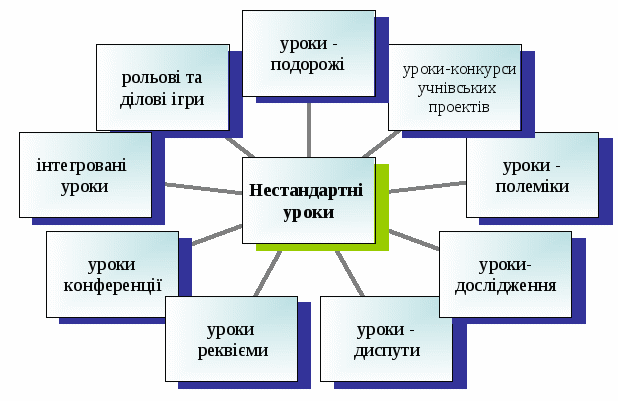 уроки -
подорожі
рольові та
ділові ігри
уроки-конкурси
учнівських
проектів
інтегровані
уроки
Нестандартні
уроки
уроки -
полеміки
уроки
конференції
уроки-
дослідження
уроки
реквієми
уроки -
диспути